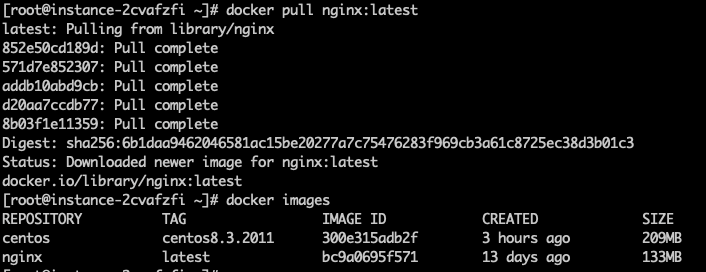 [root@instance-2cvafzfi ~]# docker pull nginx:latest
latest: Pulling from library/nginx
852e50cd189d: Pull complete
571d7e852307: Pull complete
addb10abd9cb: Pull complete
d20aa7ccdb77: Pull complete
8b03f1e11359: Pull complete
Digest: sha256:6b1daa9462046581ac15be20277a7c75476283f969cb3a61c8725ec38d3b01c3
Status: Downloaded newer image for nginx:latest
docker.io/library/nginx:latest
[root@instance-2cvafzfi ~]# docker images
REPOSITORY TAG IMAGE ID CREATED SIZE
centos centos8.3.2011 300e315adb2f 3 hours ago 209MB
nginx latest bc9a0695f571 13 days ago 133MB